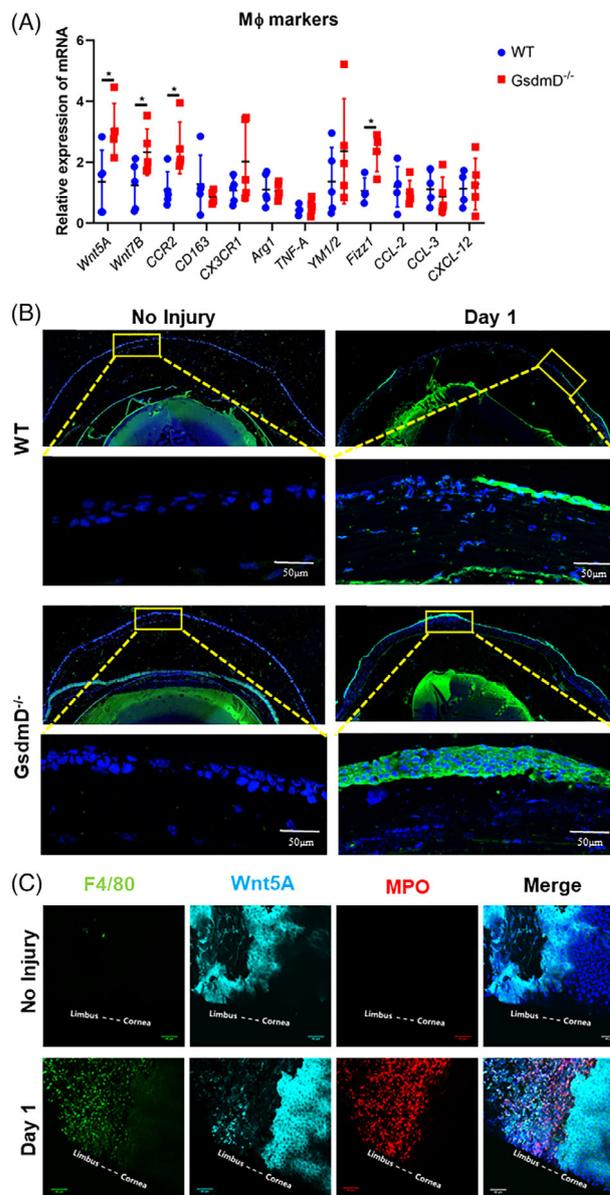 (A)
Mϕ markers
Relative expression of mRNA
6
4
2
0
* * * *
WT
GsdmD-/-
Wnt5A Wnt7B CCR2 CD163 CX3CR1 Arg1 TNF-A YM1/2 Fizz1 CCL-2 CCL-3 CXCL-12
(B)
No Injury Day 1
WT
50µm 50µm
GsdmD-/-
50µm 50µm
(C)
F4/80 Wnt5A MPO Merge
No Injury
Limbus ---- Cornea Limbus ---- Cornea Limbus ---- Cornea Limbus ---- Cornea
Day 1
Limbus ---- Cornea Limbus ---- Cornea Limbus ---- Cornea Limbus ---- Cornea